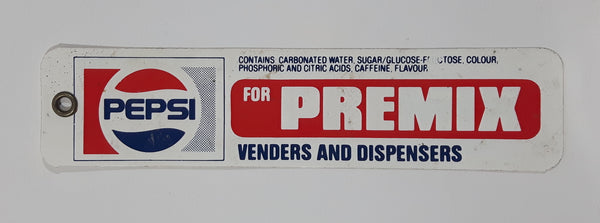 PEPSI
CONTAINS CARBONATED WATER, SUGAR/GLUCOSE-F CTOSE, COLOUR,
PHOSPHORIC AND CITRIC ACIDS, CAFFEINE, FLAVOUR
FOR PREMIX
VENDERS AND DISPENSERS